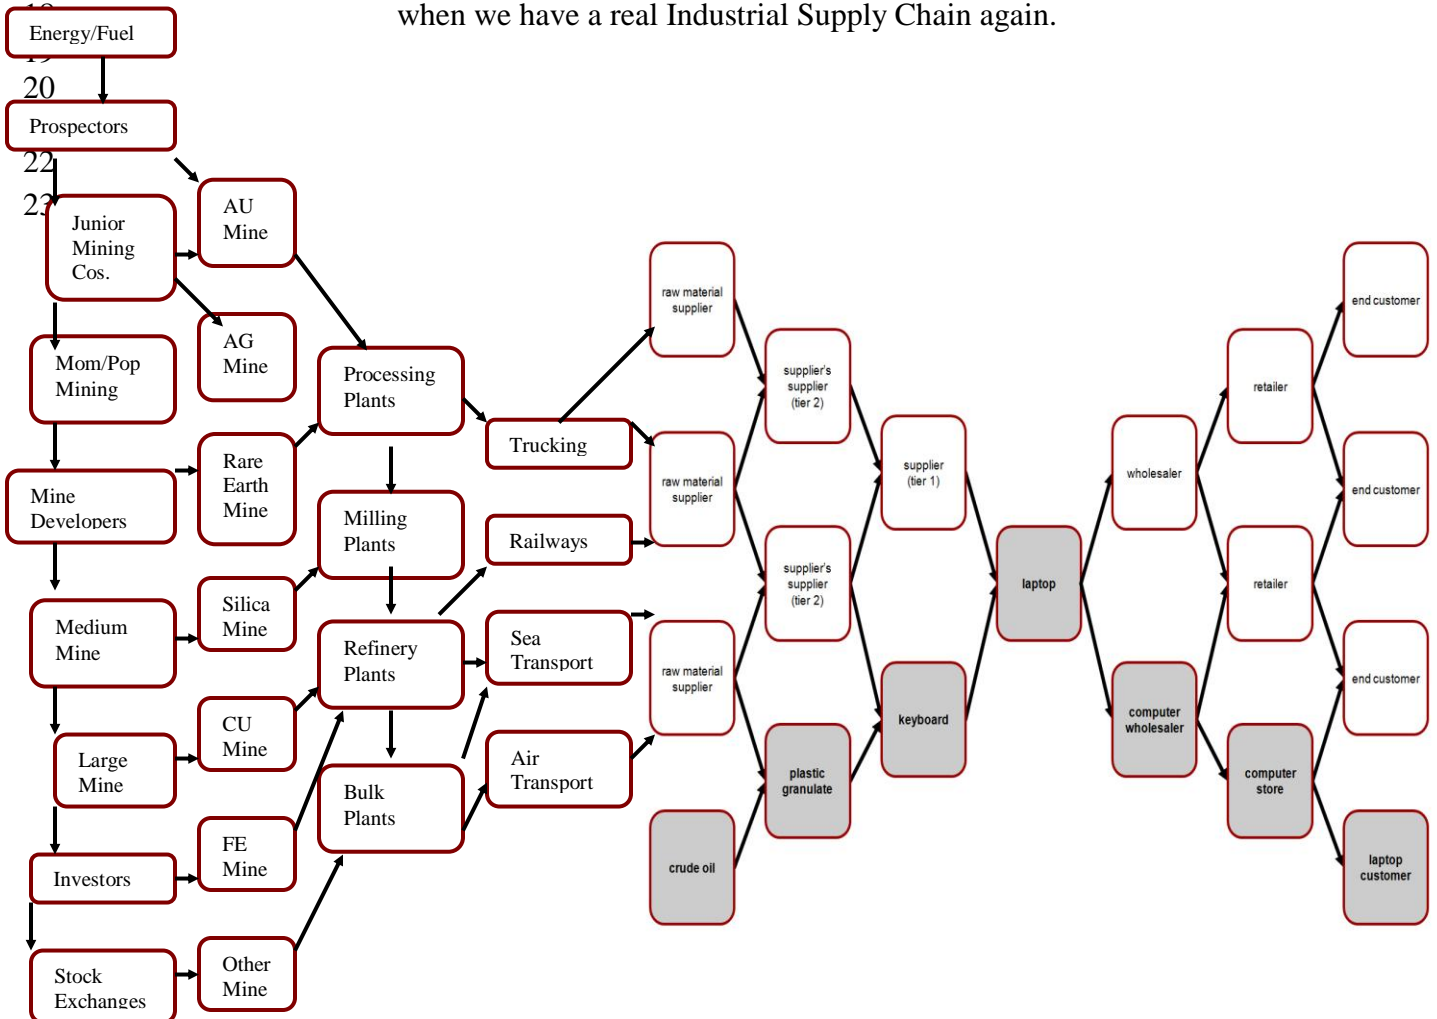 when we have a real Industrial Supply Chain again.
Energy/Fuel
20
Prospectors
22
23
Junior
Mining
Cos.
AU
Mine
AG
Mine
Mom/Pop
Mining
Processing
Plants
Rare
Earth
Mine
Mine
Developers
Trucking
Milling
Plants
Railways
Silica
Mine
Medium
Mine
Refinery
Plants
Sea
Transport
CU
Mine
Large
Mine
Air
Transport
Bulk
Plants
FE
Mine
Investors
Other
Mine
Stock
Exchanges
raw material
supplier
raw material
supplier
raw material
supplier
crude oil
supplier's
supplier
(tier 2)
supplier's
supplier
(tier 2)
plastic
granulate
supplier
(tier 1)
keyboard
laptop
wholesaler
computer
wholesaler
retailer
retailer
computer
store
end customer
end customer
end customer
laptop
customer